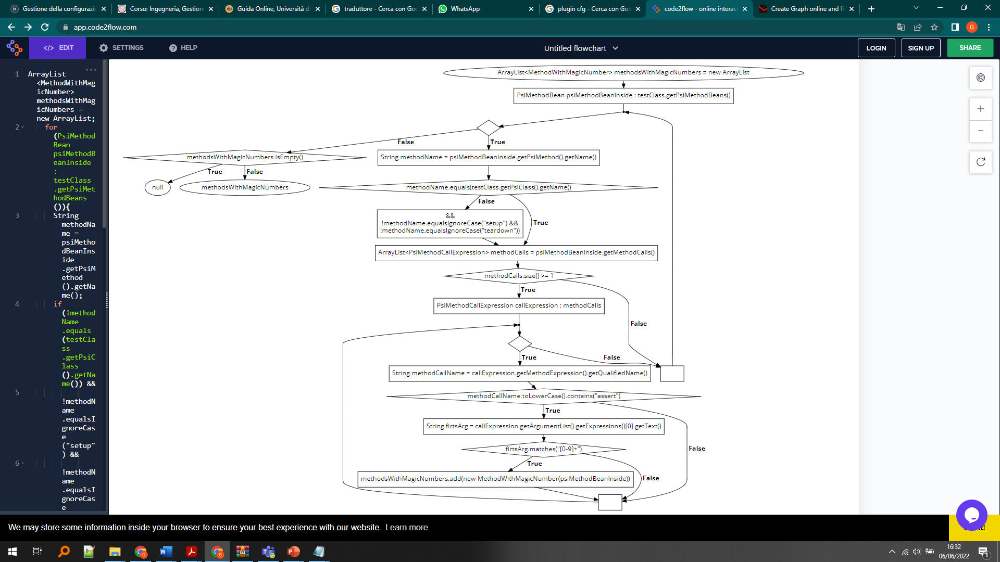 Gestione della configurazi
Corso: Ingegneria, Gestion
Guida Online, Università di
traduttore - Cerca con Goo
WhatsApp
plugin cfg - Cerca con Goo
code2flow - online interac
Create Graph online and fi
app.code2flow.com
G
</> EDIT
SETTINGS
HELP
Untitled flowchart
LOGIN
SIGN UP
SHARE
1 ArrayList
<MethodWithMag
icNumber>
methodsWithMag
icNumbers =
new ArrayList;
2 for
(PsiMethod
Bean
psiMethodB
eanInside
:
testClass
.getPsiMet
hodBeans
()){
3 String
methodNa
me =
psiMetho
dBeanIns
ide
.getPsiM
ethod
().getNa
me();
4 if
(!method
Name
.equals
(testCla
ss
.getPsiC
lass
().getNa
me()) &&
5
!methodN
ame
.equalsI
gnoreCas
e
("setup"
) &&
6
!methodN
ame
.equalsI
gnoreCas
e
ArrayList<MethodWithMagicNumber> methodsWithMagicNumbers = new ArrayList
PsiMethodBean psiMethodBeanInside : testClass.getPsiMethodBeans()
False
True
methodsWithMagicNumbers.isEmpty()
String methodName = psiMethodBeanInside.getPsiMethod().getName()
True
False
null
methodsWithMagicNumbers
methodName.equals(testClass.getPsiClass().getName()
False
&&
!methodName.equalsIgnoreCase("setup") &&
!methodName.equalsIgnoreCase("teardown"))
True
ArrayList<PsiMethodCallExpression> methodCalls = psiMethodBeanInside.getMethodCalls()
methodCalls.size() >= 1
True
PsiMethodCallExpression callExpression : methodCalls
False
True
False
String methodCallName = callExpression.getMethodExpression().getQualifiedName()
methodCallName.toLowerCase().contains("assert")
True
String firtsArg = callExpression.getArgumentList().getExpressions()[0].getText()
False
firtsArg.matches("[0-9]+")
True
methodsWithMagicNumbers.add(new MethodWithMagicNumber(psiMethodBeanInside))
False
We may store some information inside your browser to ensure your best experience with our website. Learn more
16:32
06/06/2022
1